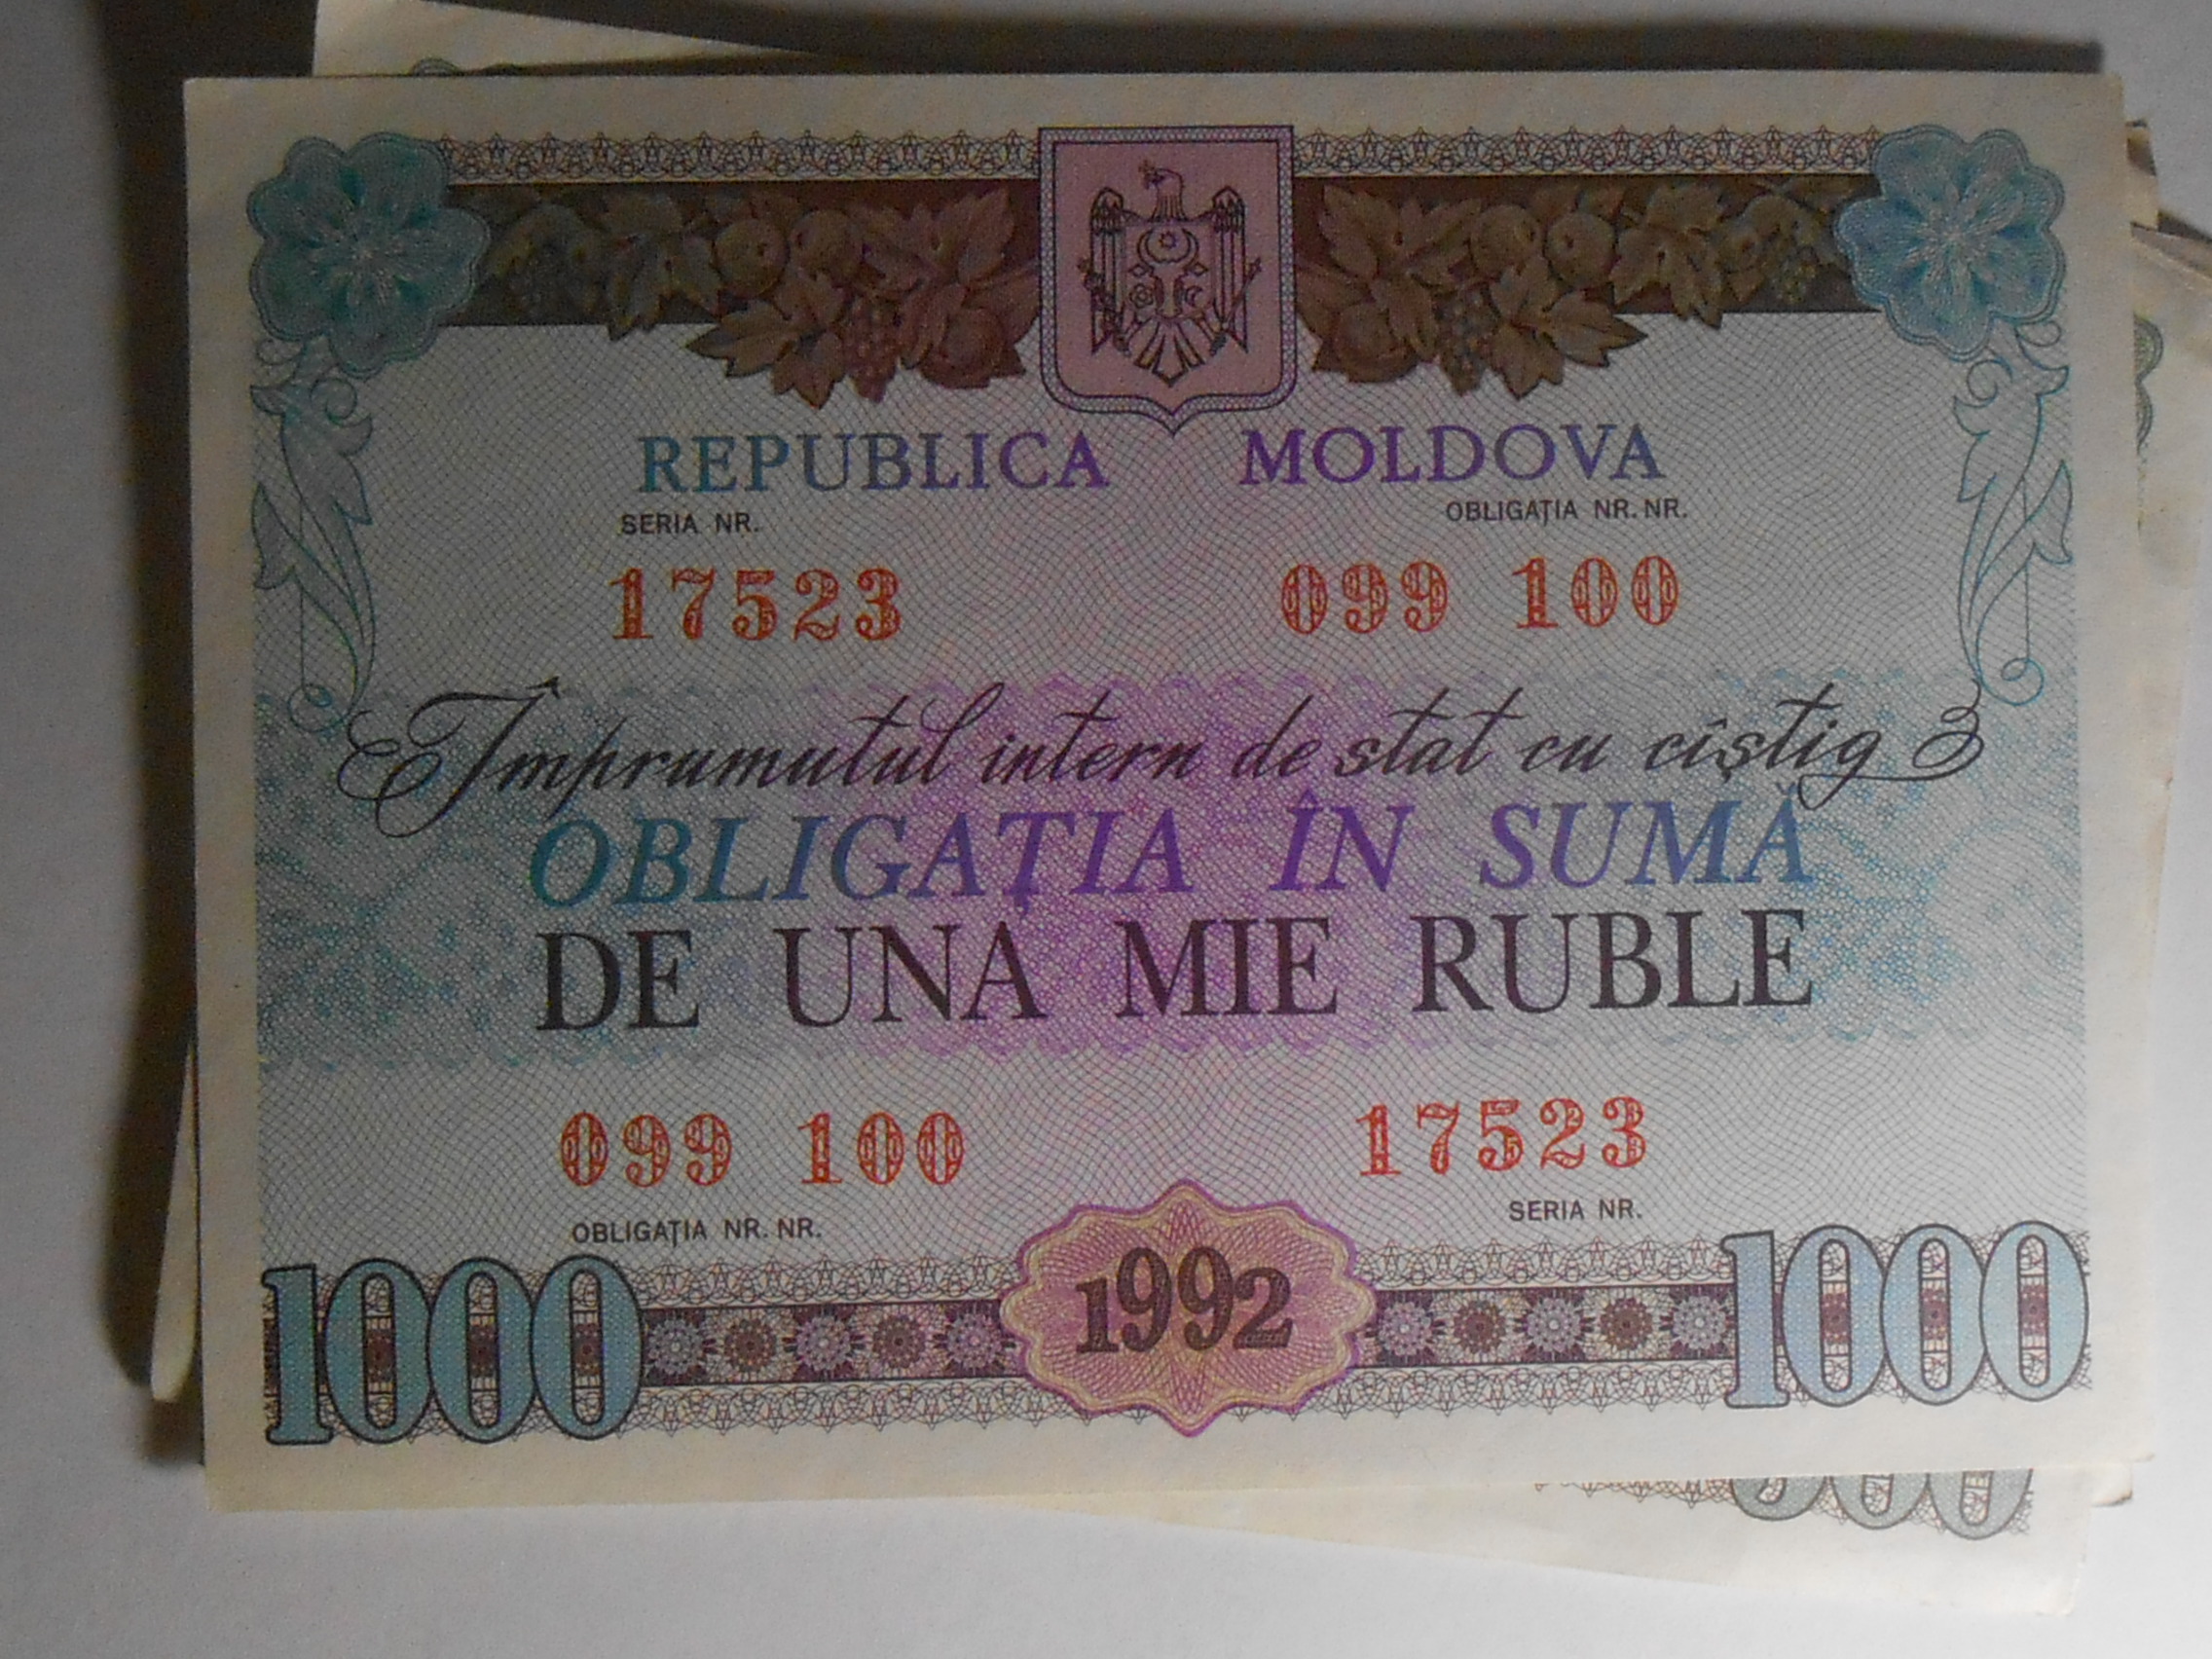 REPUBLICA MOLDOVA
SERIA NR. OBLIGAȚIA NR. NR.
17523 099 100
Împrumutul intern de stat cu cîștig
OBLIGAȚIA ÎN SUMĂ
DE UNA MIE RUBLE
099 100 17523
OBLIGAȚIA NR. NR. SERIA NR.
1000 1992 1000